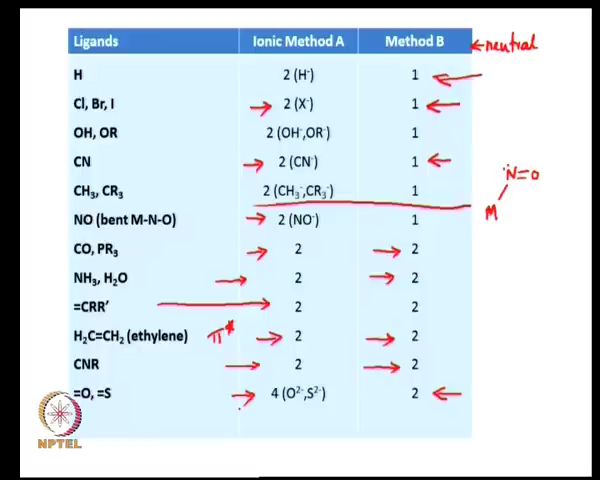 Ligands Ionic Method A Method B neutral
H 2 (H⁻) 1
Cl, Br, I 2 (X⁻) 1
OH, OR 2 (OH⁻,OR⁻) 1
CN 2 (CN⁻) 1
CH₃, CR₃ 2 (CH₃⁻,CR₃⁻) 1
N̈=O
M
NO (bent M-N-O) 2 (NO⁻) 1
CO, PR₃ 2 2
NH₃, H₂O 2 2
=CRR' 2 2
H₂C=CH₂ (ethylene) π* 2 2
CNR 2 2
=O, =S 4 (O²⁻,S²⁻) 2
NPTEL